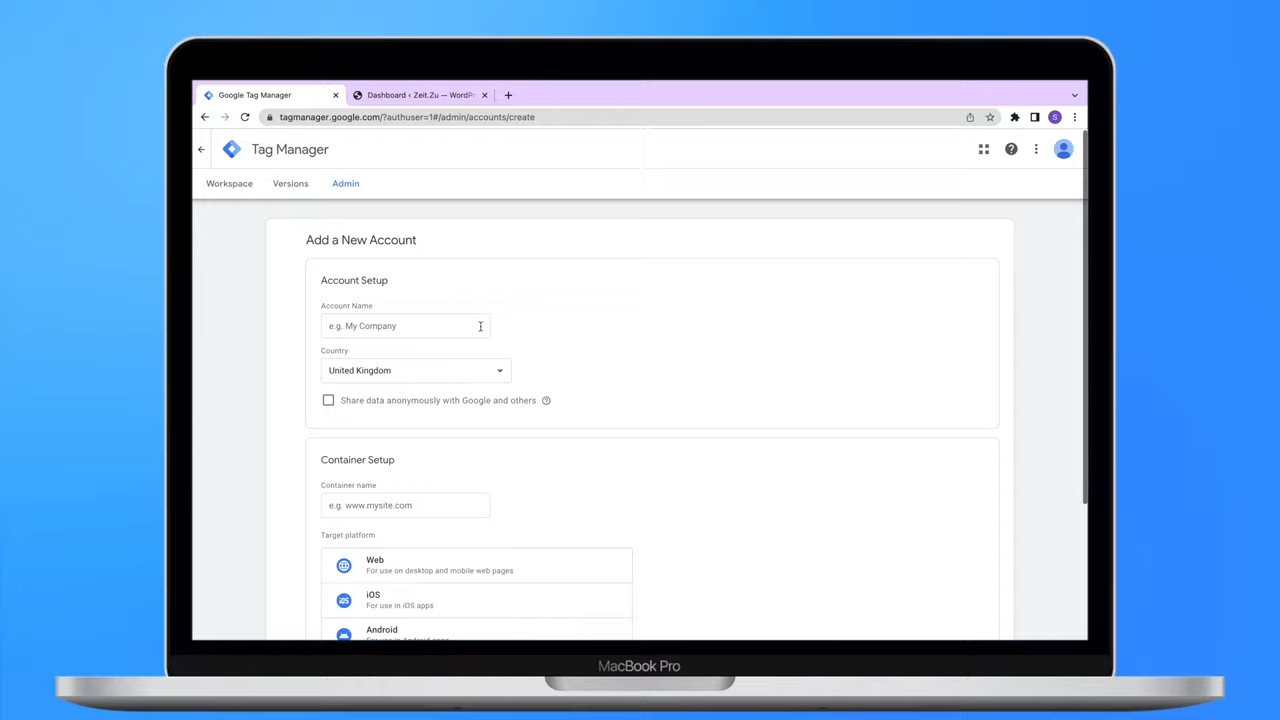 Google Tag Manager
Dashboard ‹ Zeit.Zu — WordPr
tagmanager.google.com/?authuser=1#/admin/accounts/create
S
Tag Manager
Workspace Versions Admin
Add a New Account
Account Setup
Account Name
e.g. My Company
Country
United Kingdom
Share data anonymously with Google and others
Container Setup
Container name
e.g. www.mysite.com
Target platform
Web
For use on desktop and mobile web pages
iOS
iOS
For use in iOS apps
Android
MacBook Pro